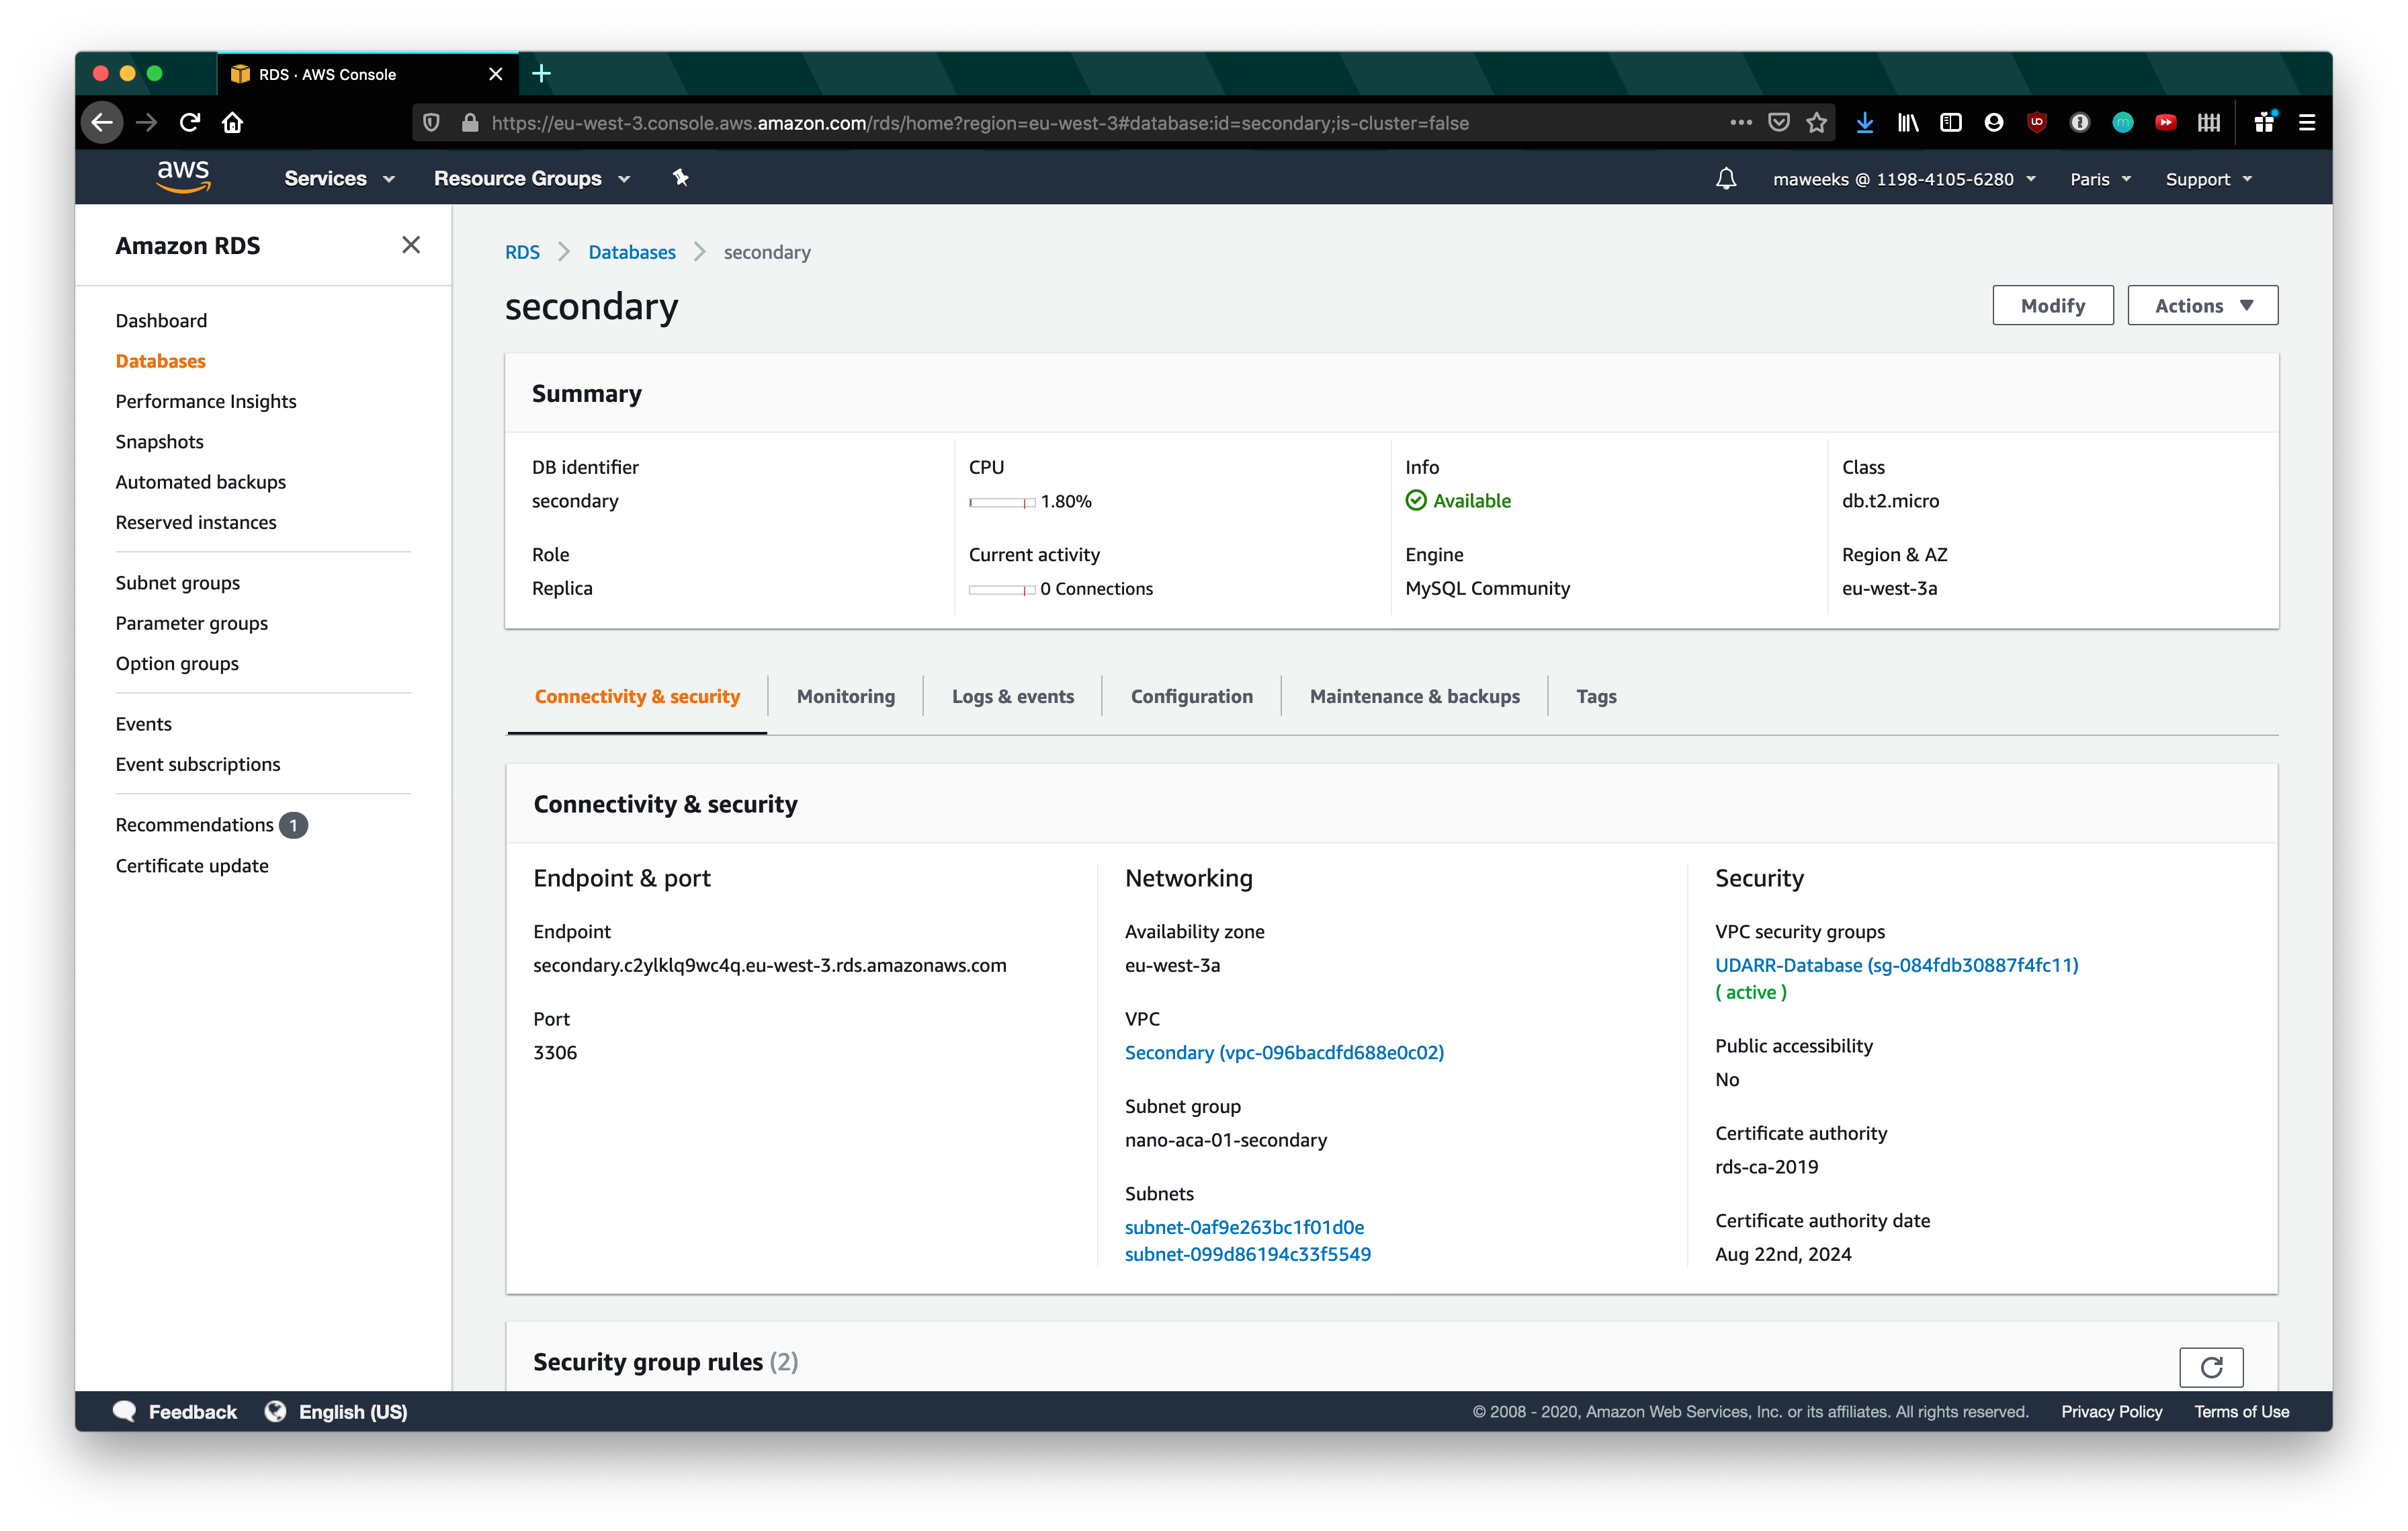 RDS · AWS Console
https://eu-west-3.console.aws.amazon.com/rds/home?region=eu-west-3#database:id=secondary;is-cluster=false
aws
Services
Resource Groups
maweeks @ 1198-4105-6280
Paris
Support
Amazon RDS
Dashboard
Databases
Performance Insights
Snapshots
Automated backups
Reserved instances
Subnet groups
Parameter groups
Option groups
Events
Event subscriptions
Recommendations 1
Certificate update
RDS
Databases
secondary
secondary
Modify
Actions
Summary
DB identifier
secondary
Role
Replica
CPU
1.80%
Current activity
0 Connections
Info
Available
Engine
MySQL Community
Class
db.t2.micro
Region & AZ
eu-west-3a
Connectivity & security
Monitoring
Logs & events
Configuration
Maintenance & backups
Tags
Connectivity & security
Endpoint & port
Endpoint
secondary.c2ylklq9wc4q.eu-west-3.rds.amazonaws.com
Port
3306
Networking
Availability zone
eu-west-3a
VPC
Secondary (vpc-096bacdfd688e0c02)
Subnet group
nano-aca-01-secondary
Subnets
subnet-0af9e263bc1f01d0e
subnet-099d86194c33f5549
Security
VPC security groups
UDARR-Database (sg-084fdb30887f4fc11)
( active )
Public accessibility
No
Certificate authority
rds-ca-2019
Certificate authority date
Aug 22nd, 2024
Security group rules (2)
Feedback
English (US)
© 2008 - 2020, Amazon Web Services, Inc. or its affiliates. All rights reserved.
Privacy Policy
Terms of Use